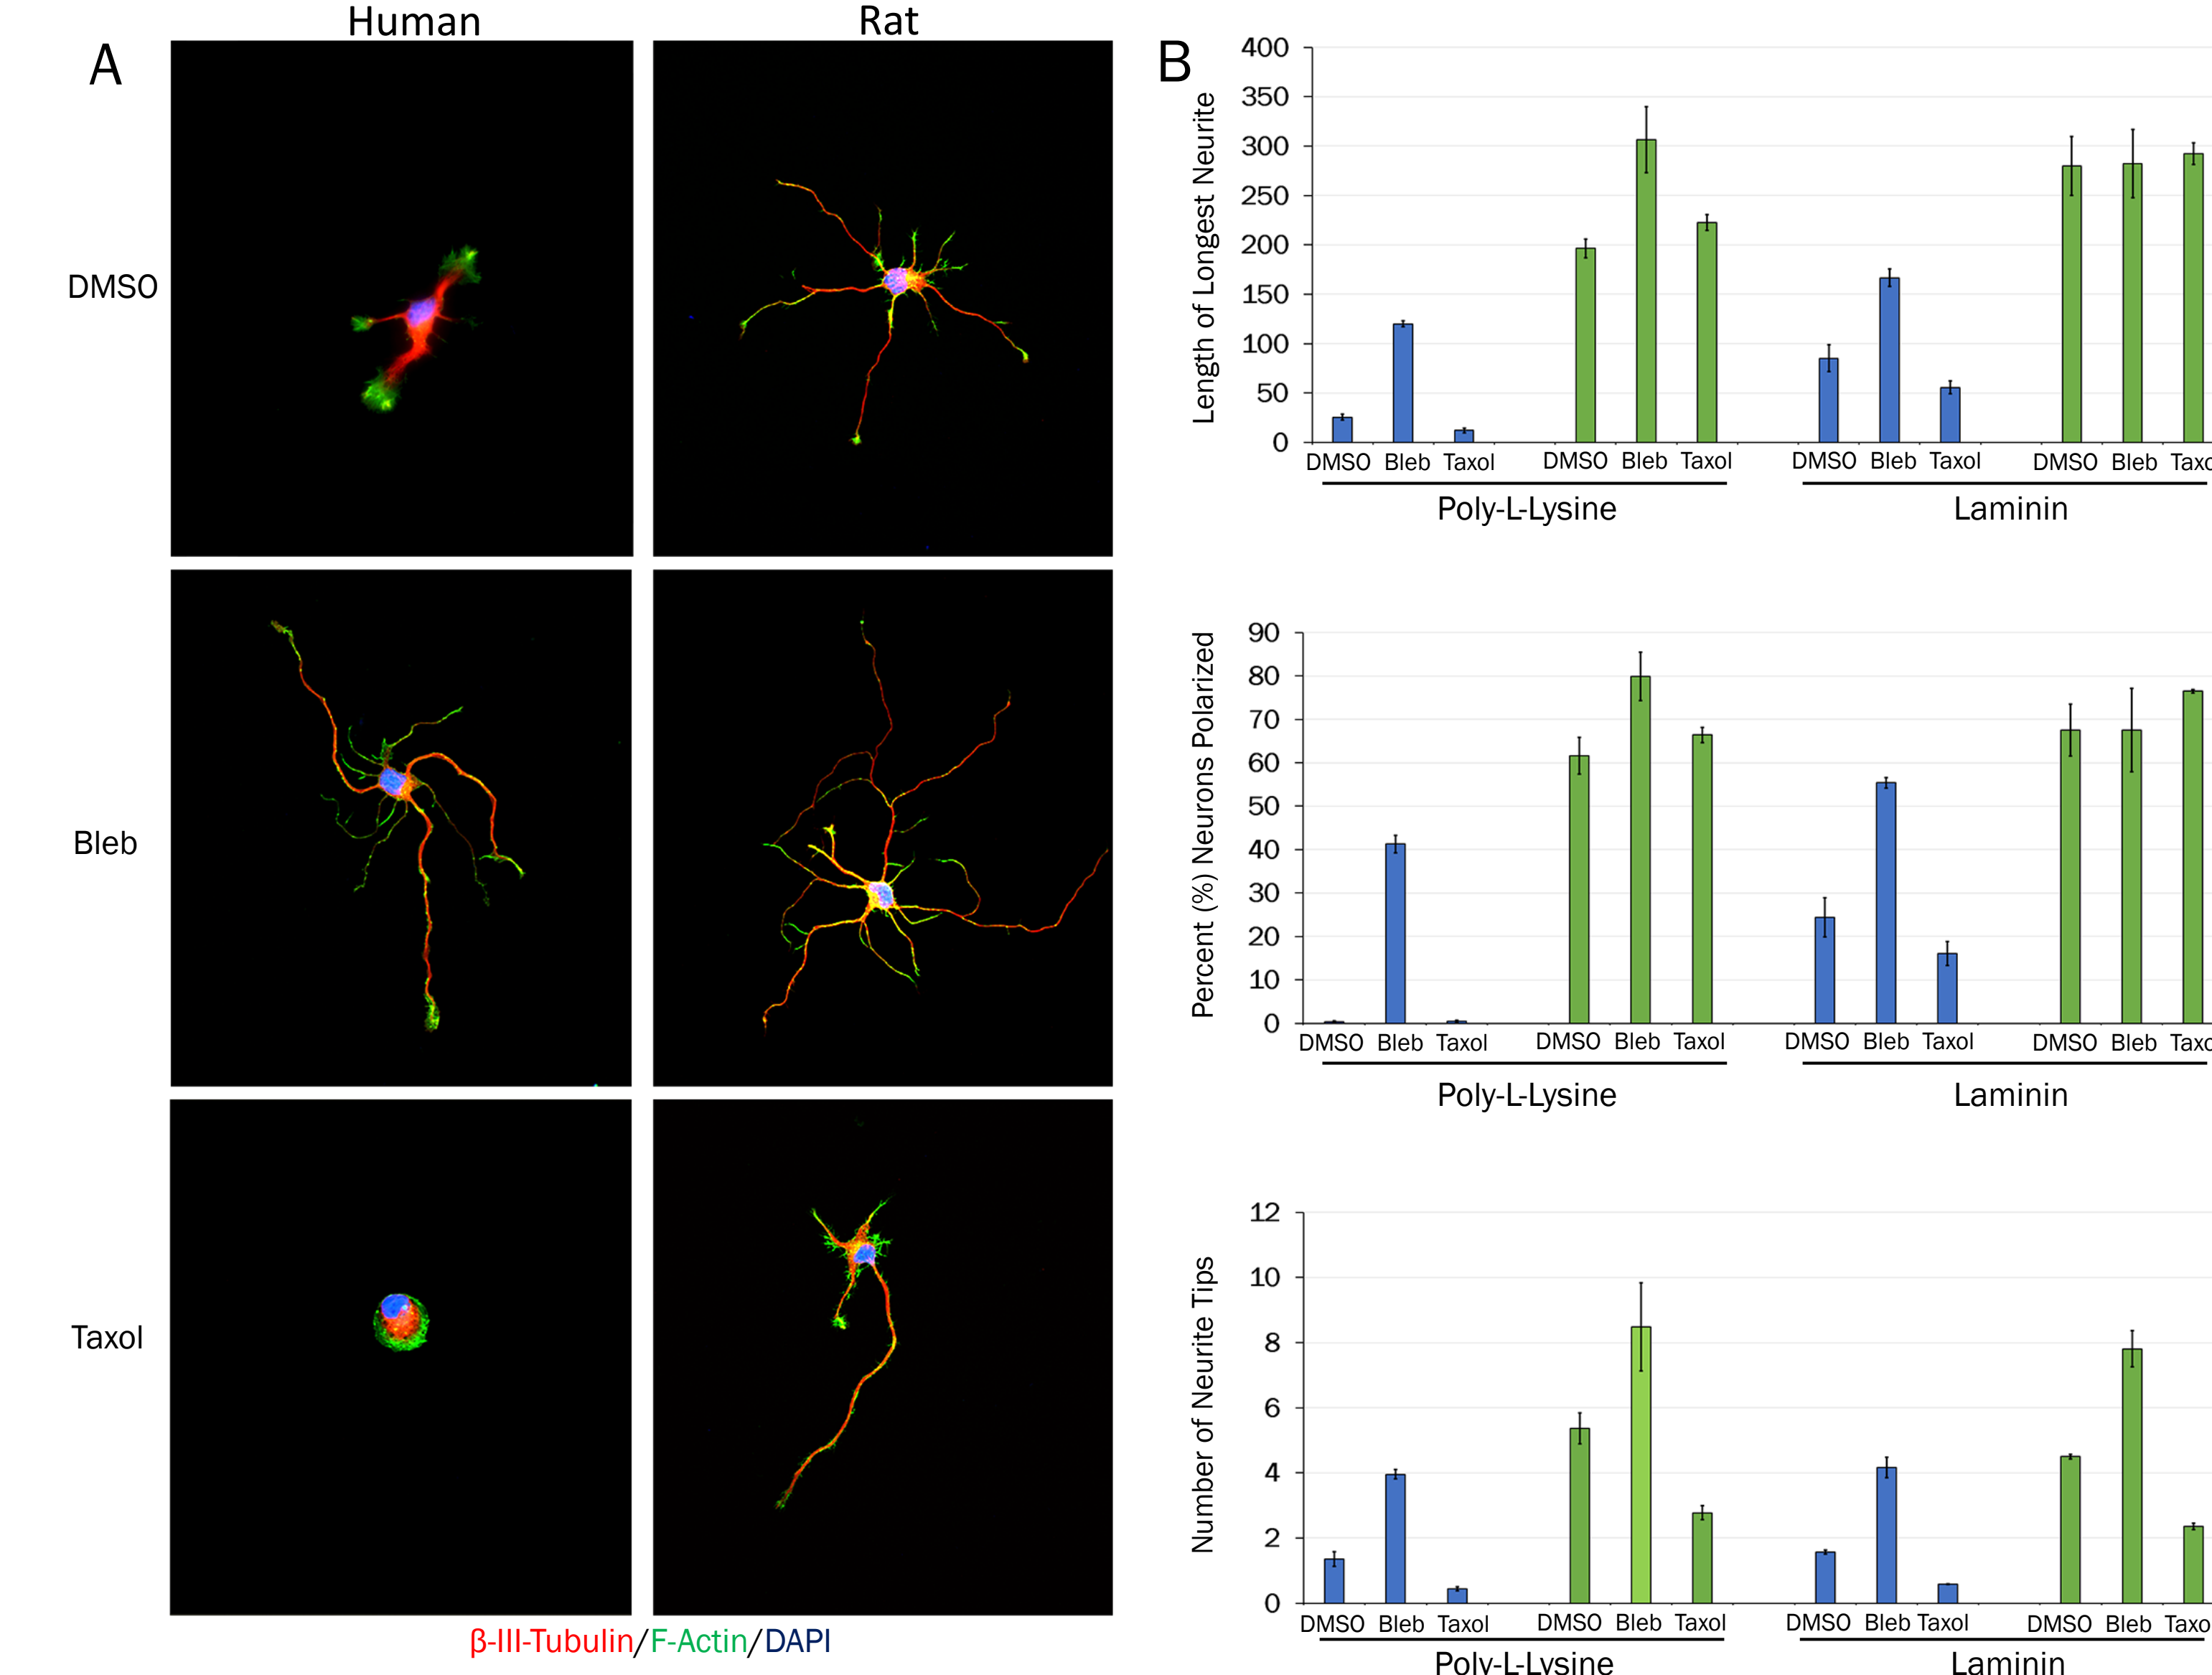 Human Rat
A
DMSO
Bleb
Taxol
β-III-Tubulin/F-Actin/DAPI
B
Length of Longest Neurite
400
350
300
250
200
150
100
50
0
DMSO Bleb Taxol DMSO Bleb Taxol DMSO Bleb Taxol DMSO Bleb Taxo
Poly-L-Lysine Laminin
Percent (%) Neurons Polarized
90
80
70
60
50
40
30
20
10
0
DMSO Bleb Taxol DMSO Bleb Taxol DMSO Bleb Taxol DMSO Bleb Taxo
Poly-L-Lysine Laminin
Number of Neurite Tips
12
10
8
6
4
2
0
DMSO Bleb Taxol DMSO Bleb Taxol DMSO Bleb Taxol DMSO Bleb Taxo
Poly-L-Lysine Laminin